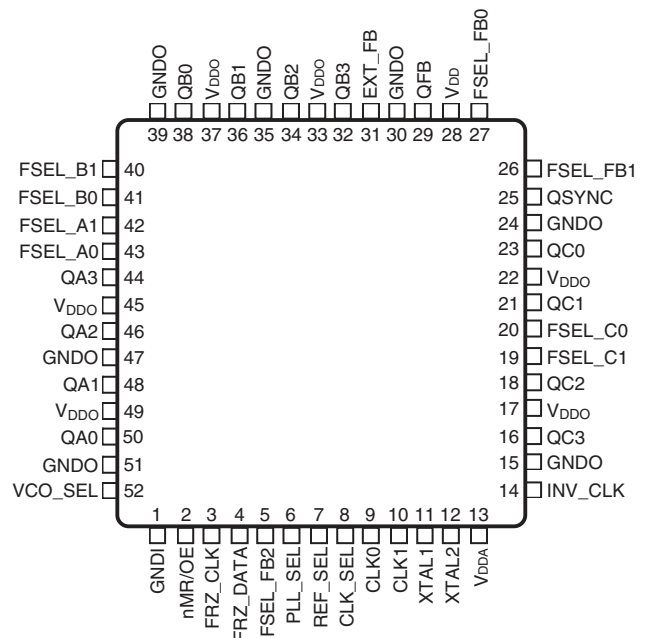 GNDO
QB0
VDDO
QB1
GNDO
QB2
VDDO
QB3
EXT_FB
GNDO
QFB
VDD
FSEL_FB0
39 38 37 36 35 34 33 32 31 30 29 28 27
FSEL_B1 40
FSEL_B0 41
FSEL_A1 42
FSEL_A0 43
QA3 44
VDDO 45
QA2 46
GNDO 47
QA1 48
VDDO 49
QA0 50
GNDO 51
VCO_SEL 52
26 FSEL_FB1
25 QSYNC
24 GNDO
23 QC0
22 VDDO
21 QC1
20 FSEL_C0
19 FSEL_C1
18 QC2
17 VDDO
16 QC3
15 GNDO
14 INV_CLK
1 2 3 4 5 6 7 8 9 10 11 12 13
GNDI
nMR/OE
FRZ_CLK
FRZ_DATA
FSEL_FB2
PLL_SEL
REF_SEL
CLK_SEL
CLK0
CLK1
XTAL1
XTAL2
VDDA